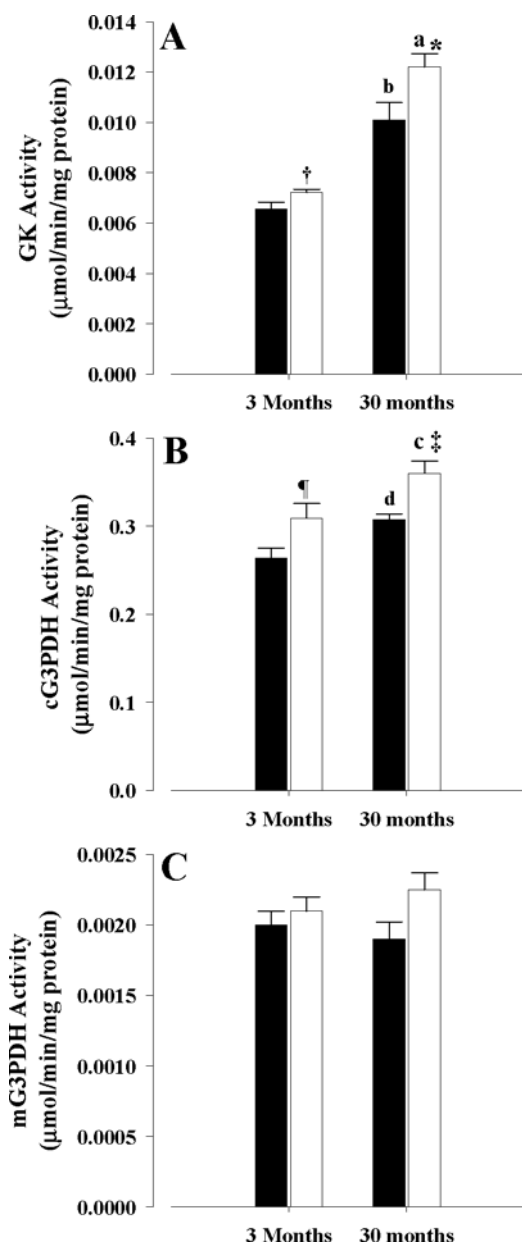 A
0.014
0.012
0.010
0.008
0.006
0.004
0.002
0.000
GK Activity
(µmol/min/mg protein)
†
b
a *
3 Months 30 months
B
0.4
0.3
0.2
0.1
0.0
cG3PDH Activity
(µmol/min/mg protein)
¶
d
c ‡
3 Months 30 months
C
0.0025
0.0020
0.0015
0.0010
0.0005
0.0000
mG3PDH Activity
(µmol/min/mg protein)
3 Months 30 months